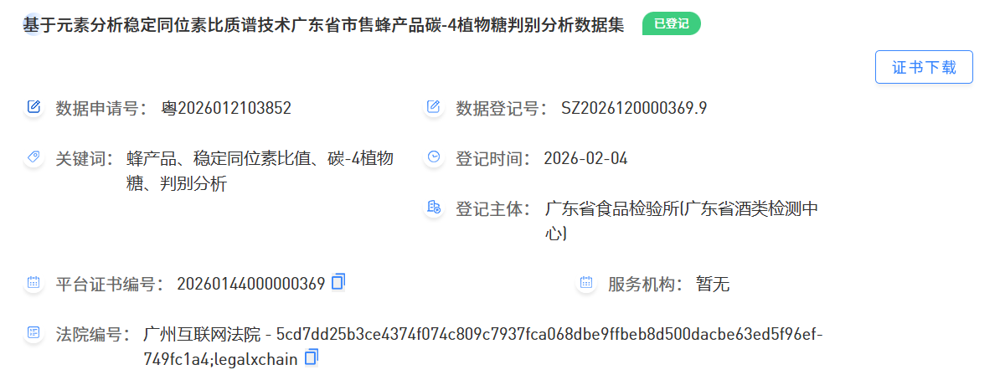 基于元素分析稳定同位素比质谱技术广东省市售蜂产品碳-4植物糖判别分析数据集 已登记
证书下载
数据申请号： 粤2026012103852 数据登记号： SZ2026120000369.9
关键词： 蜂产品、稳定同位素比值、碳-4植物 登记时间： 2026-02-04
糖、判别分析
登记主体： 广东省食品检验所(广东省酒类检测中
心)
平台证书编号： 20260144000000369 服务机构： 暂无
法院编号： 广州互联网法院 - 5cd7dd25b3ce4374f074c809c7937fca068dbe9ffbeb8d500dacbe63ed5f96ef-
749fc1a4;legalxchain